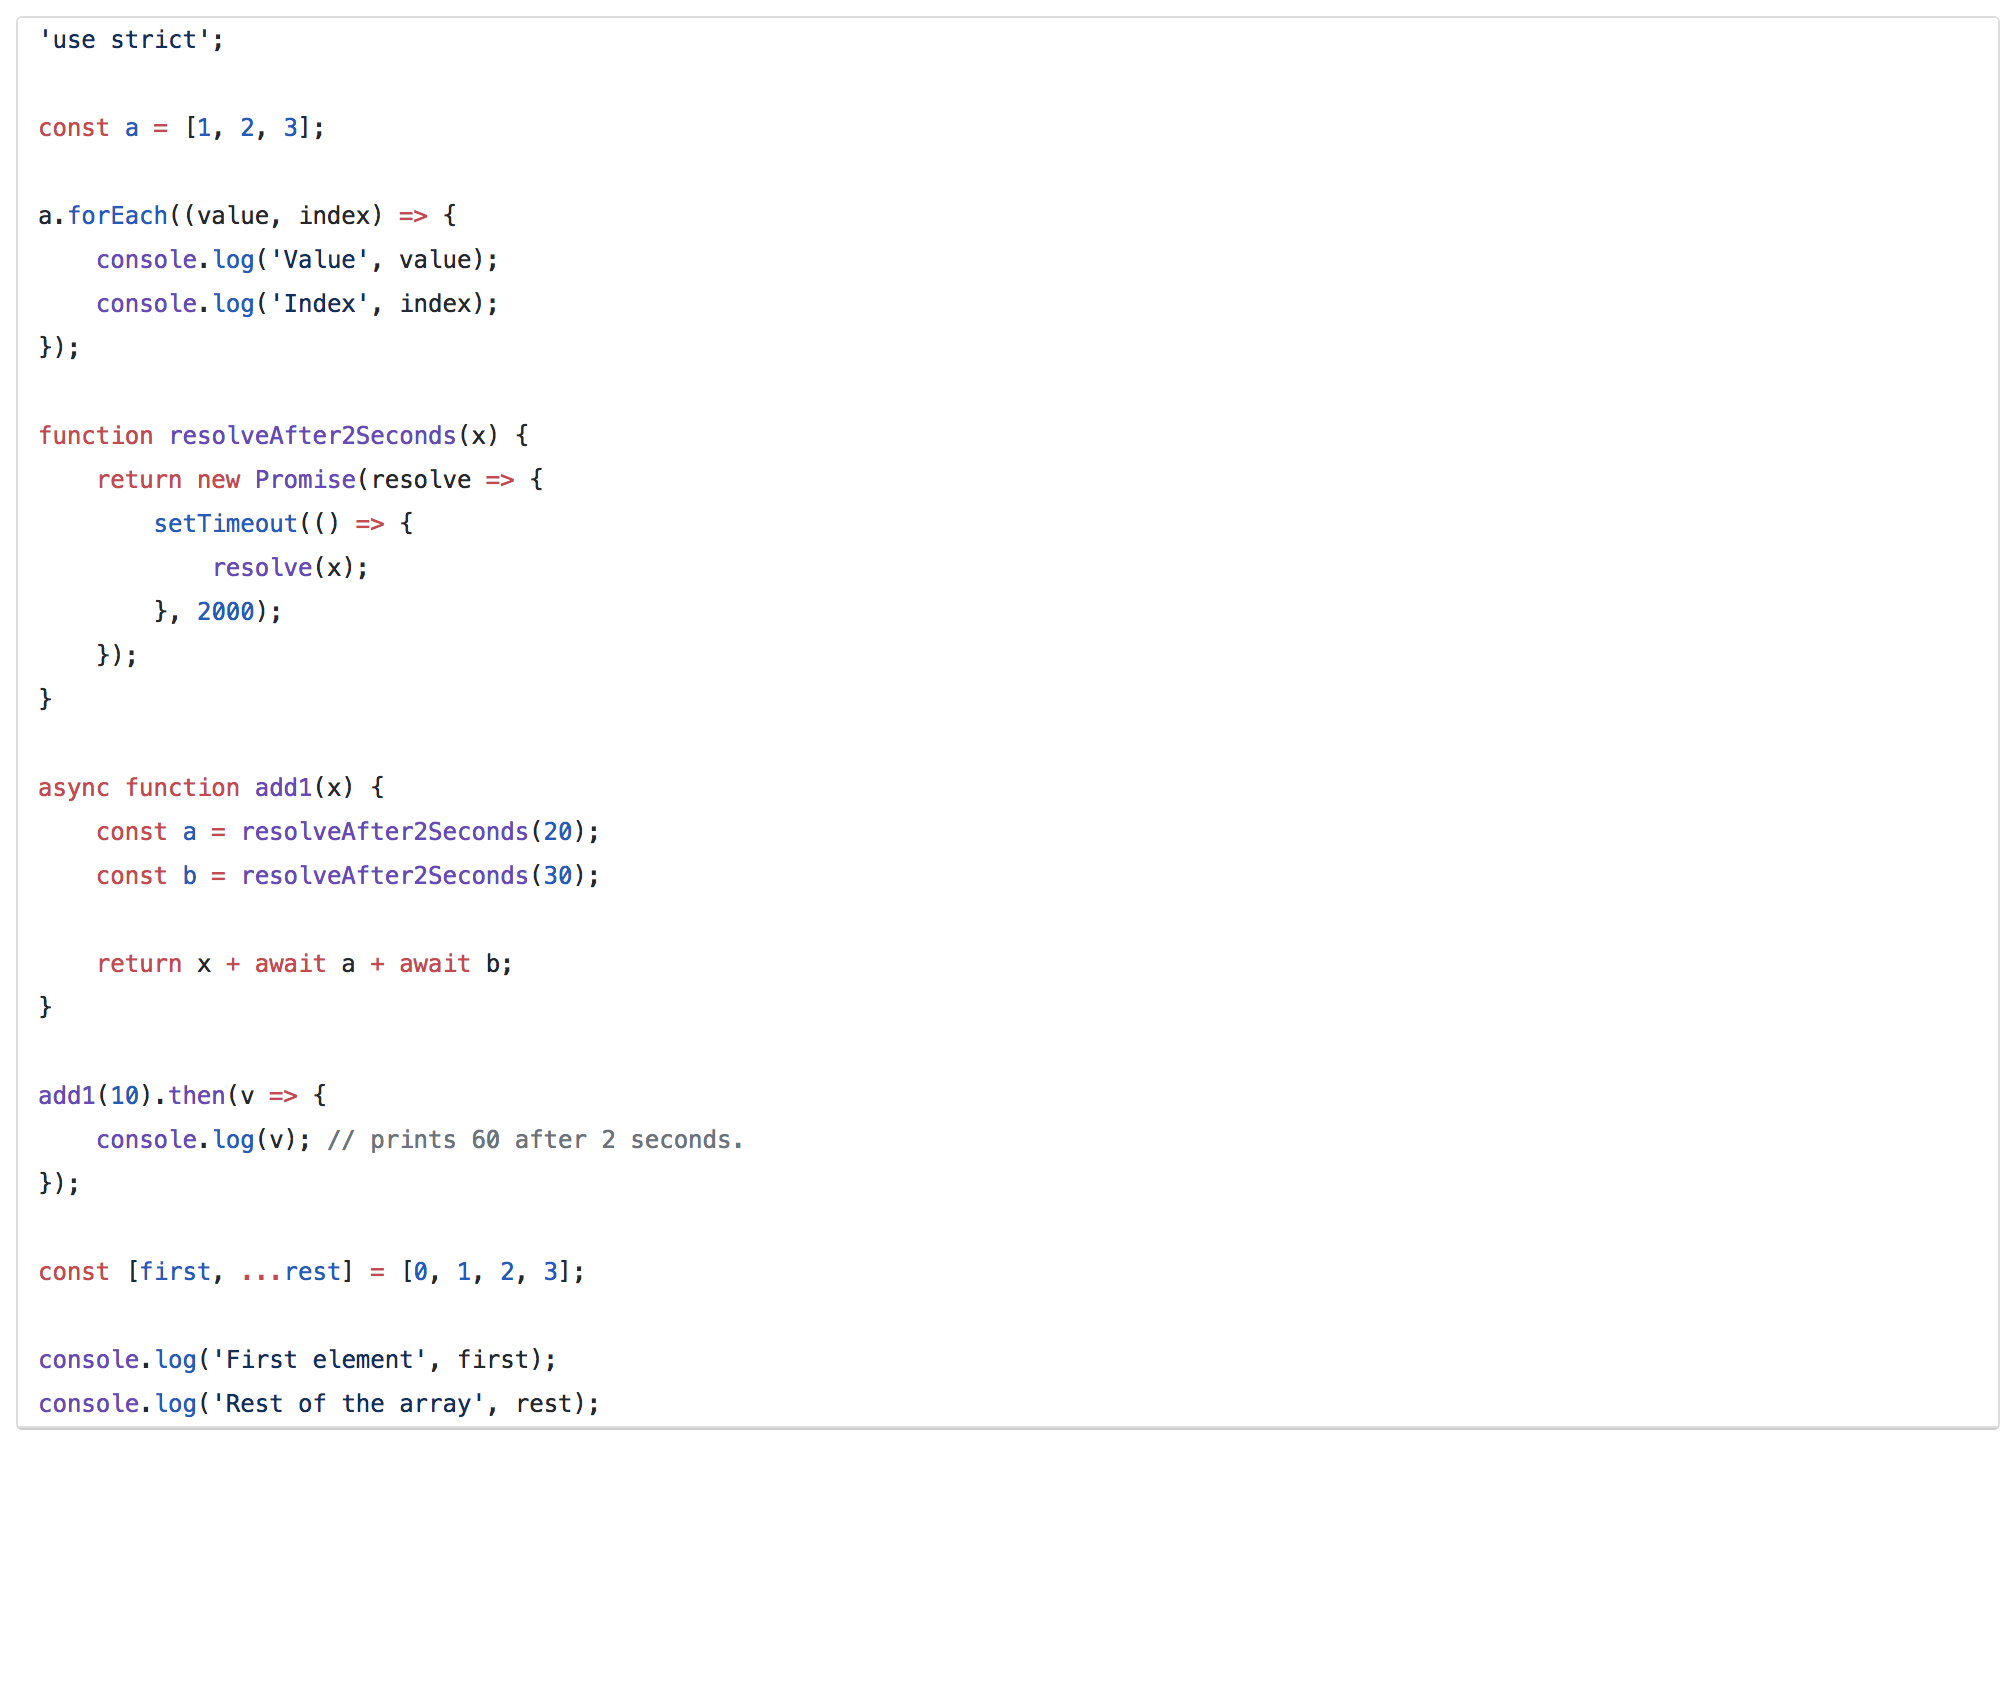 'use strict';

const a = [1, 2, 3];

a.forEach((value, index) => {
    console.log('Value', value);
    console.log('Index', index);
});

function resolveAfter2Seconds(x) {
    return new Promise(resolve => {
        setTimeout(() => {
            resolve(x);
        }, 2000);
    });
}

async function add1(x) {
    const a = resolveAfter2Seconds(20);
    const b = resolveAfter2Seconds(30);

    return x + await a + await b;
}

add1(10).then(v => {
    console.log(v); // prints 60 after 2 seconds.
});

const [first, ...rest] = [0, 1, 2, 3];

console.log('First element', first);
console.log('Rest of the array', rest);